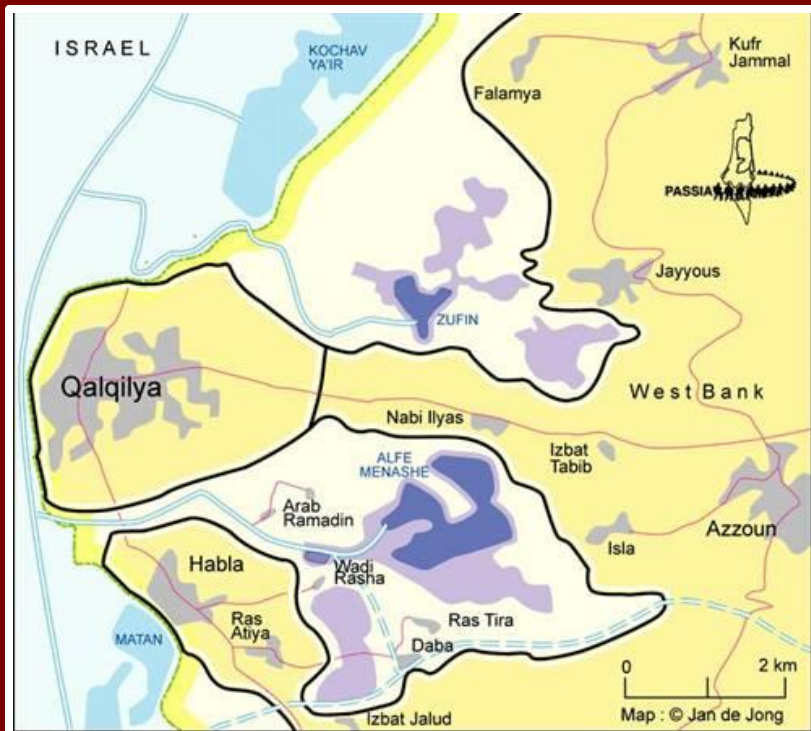 ISRAEL
KOCHAV
YA'IR
Kufr
Jammal
Falamya
PASSIA
Jayyous
ZUFIN
Qalqilya
West Bank
Nabi Ilyas
ALFE
MENASHE
Izbat
Tabib
Arab
Ramadin
Azzoun
Isla
Habla
Wadi
Rasha
Ras
Atiya
Ras Tira
MATAN
Daba
0 2 km
Izbat Jalud
Map : © Jan de Jong